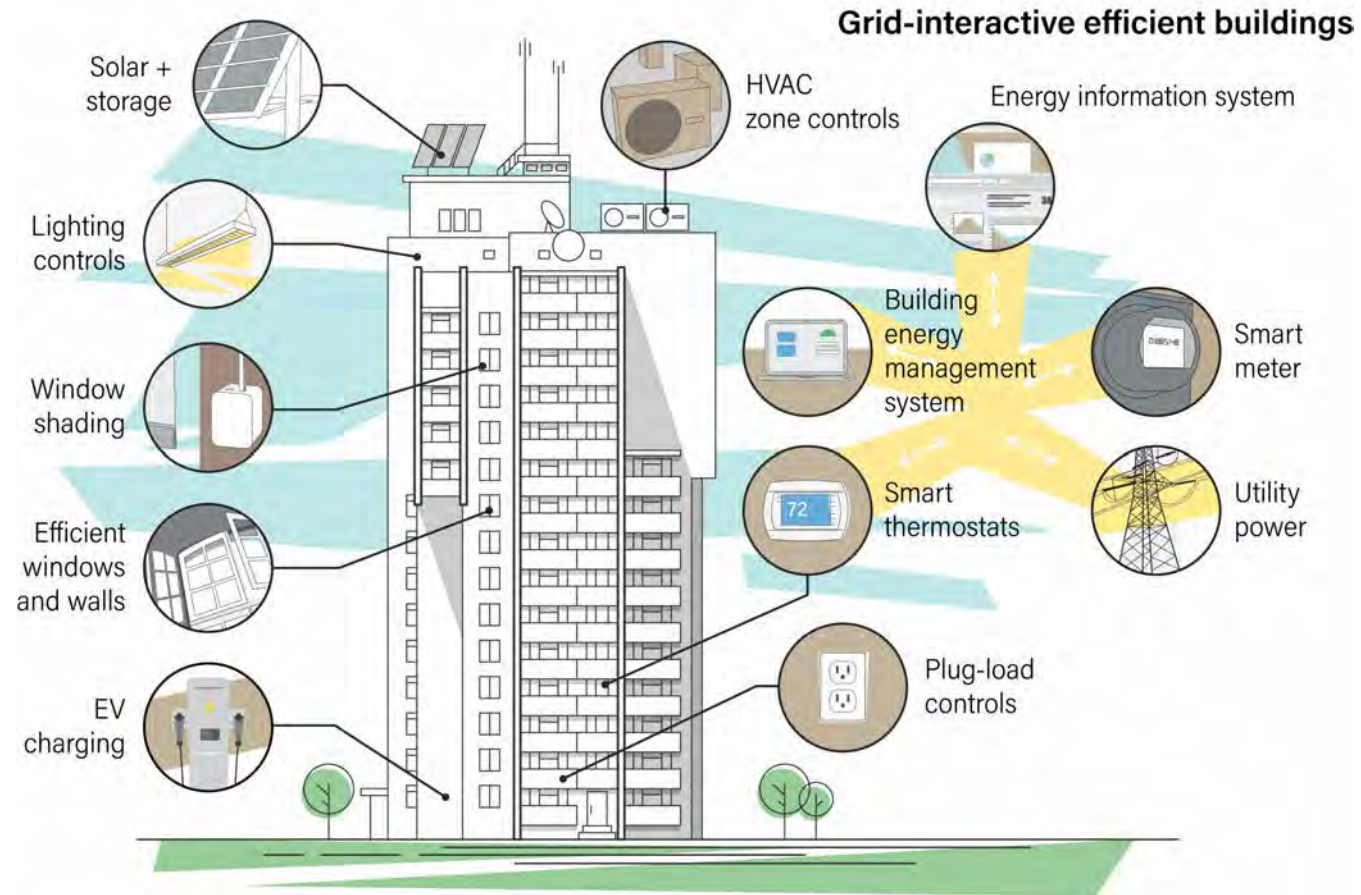 Grid-interactive efficient buildings
Solar +
storage
HVAC
zone controls
Energy information system
Lighting
controls
Building
energy
management
system
Smart
meter
Window
shading
Smart
thermostats
72
Utility
power
Efficient
windows
and walls
Plug-load
controls
EV
charging